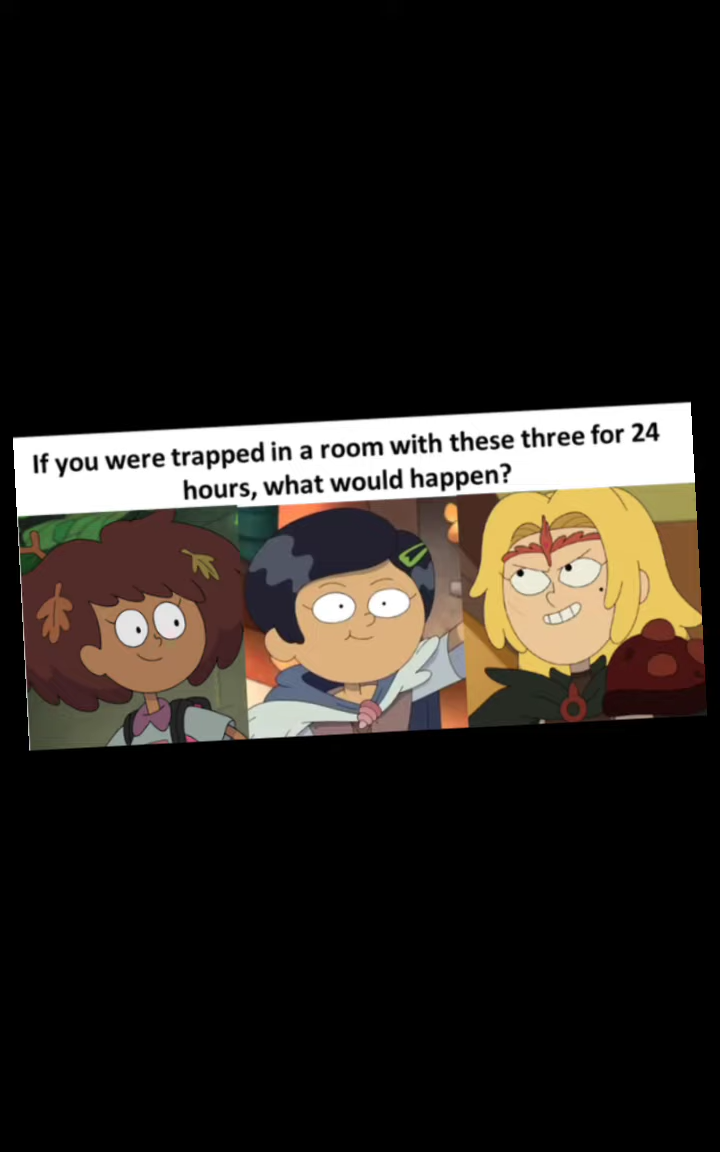 If you were trapped in a room with these three for 24
hours, what would happen?